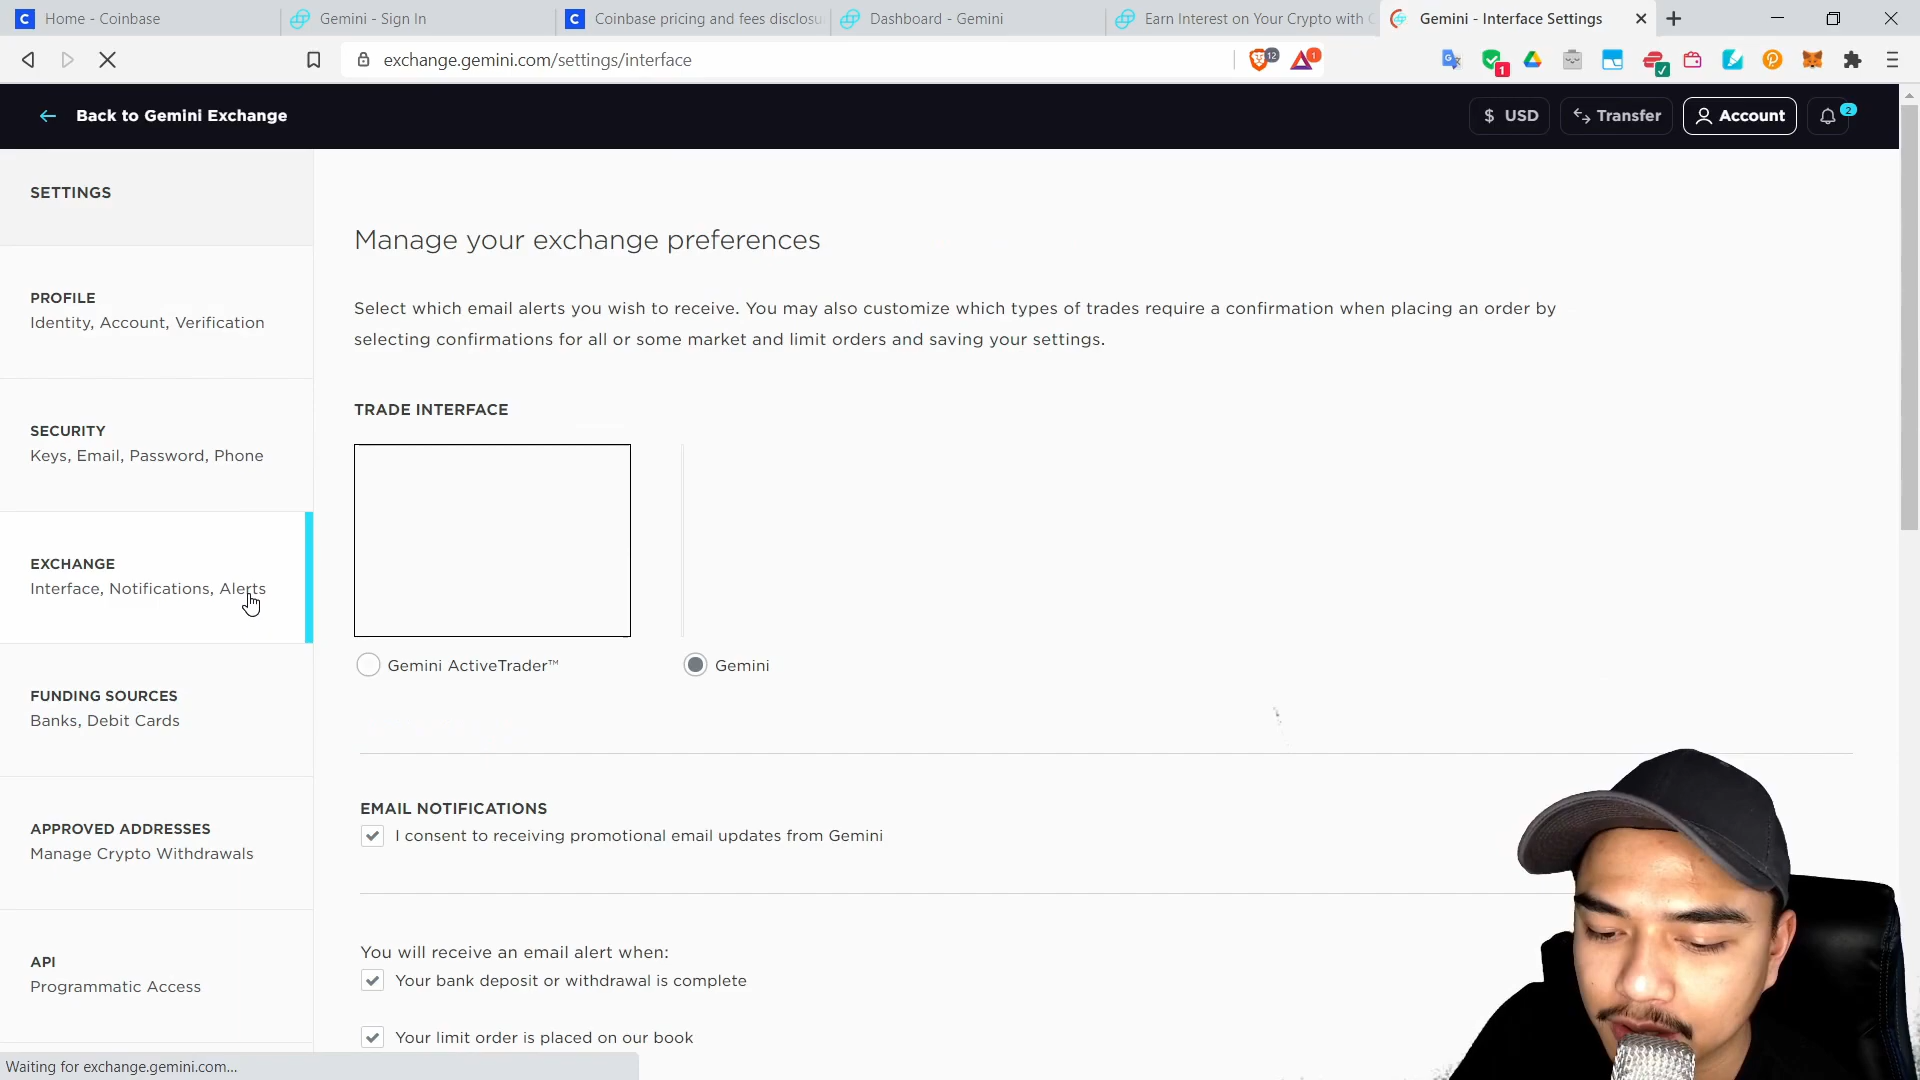 Home - Coinbase
Gemini - Sign In
Coinbase pricing and fees disclosu
Dashboard - Gemini
Earn Interest on Your Crypto with
Gemini - Interface Settings
exchange.gemini.com/settings/interface
12
1
1
Back to Gemini Exchange
$ USD
Transfer
Account
2
SETTINGS
PROFILE
Identity, Account, Verification
SECURITY
Keys, Email, Password, Phone
EXCHANGE
Interface, Notifications, Alerts
FUNDING SOURCES
Banks, Debit Cards
APPROVED ADDRESSES
Manage Crypto Withdrawals
API
Programmatic Access
Manage your exchange preferences
Select which email alerts you wish to receive. You may also customize which types of trades require a confirmation when placing an order by
selecting confirmations for all or some market and limit orders and saving your settings.
TRADE INTERFACE
Gemini ActiveTrader™
Gemini
EMAIL NOTIFICATIONS
I consent to receiving promotional email updates from Gemini
You will receive an email alert when:
Your bank deposit or withdrawal is complete
Your limit order is placed on our book
Waiting for exchange.gemini.com...